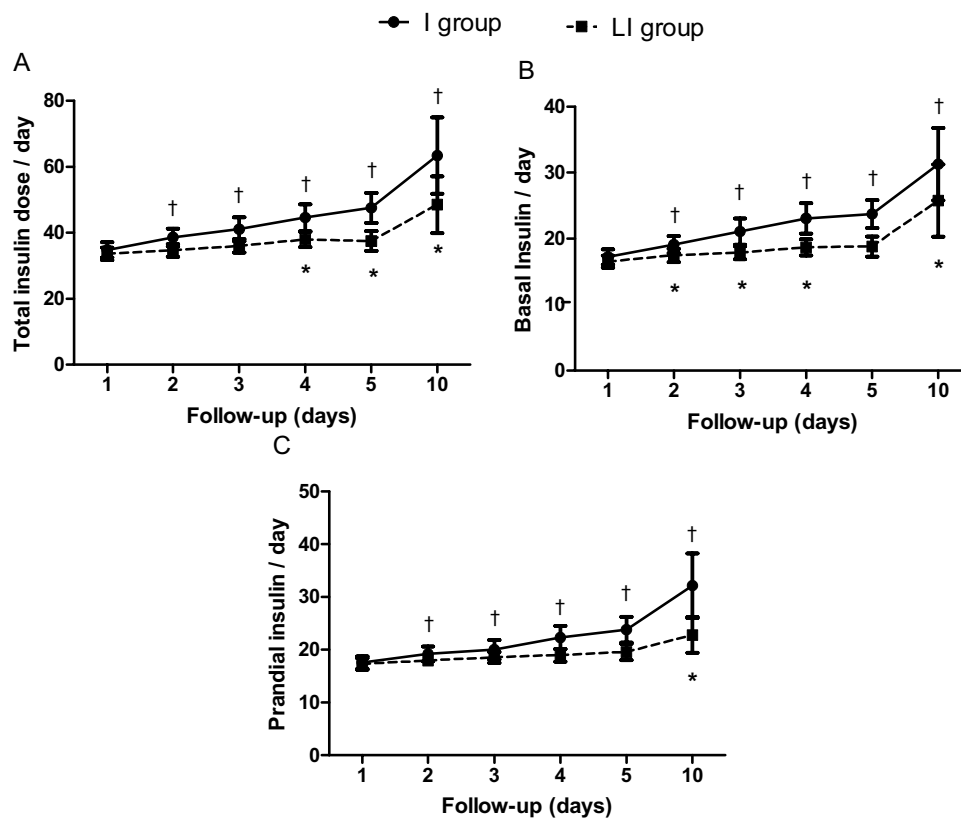 I group
LI group
A
Total insulin dose / day
80
60
40
20
0
† † † † †
* * *
1 2 3 4 5 10
Follow-up (days)
B
Basal Insulin / day
40
30
20
10
0
† † † † †
* * * *
1 2 3 4 5 10
Follow-up (days)
C
Prandial insulin / day
50
40
30
20
10
0
† † † † †
*
1 2 3 4 5 10
Follow-up (days)